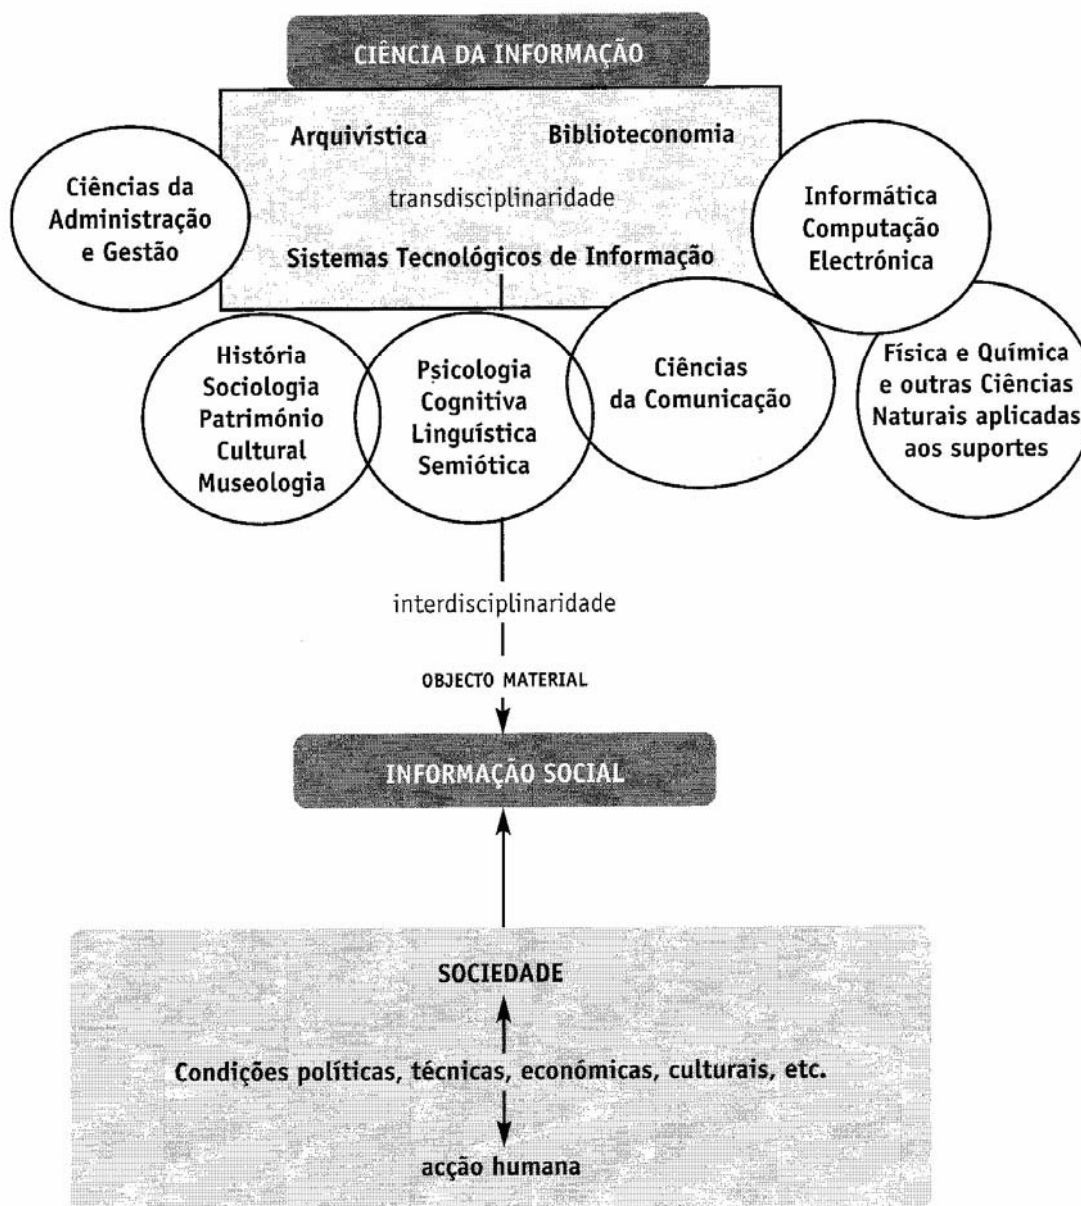 CIÊNCIA DA INFORMAÇÃO
Arquivística
Biblioteconomia
transdisciplinaridade
Sistemas Tecnológicos de Informação
Ciências da
Administração
e Gestão
Informática
Computação
Electrónica
História
Sociologia
Património
Cultural
Museologia
Psicologia
Cognitiva
Linguística
Semiótica
Ciências
da Comunicação
Física e Química
e outras Ciências
Naturais aplicadas
aos suportes
interdisciplinaridade
OBJECTO MATERIAL
INFORMAÇÃO SOCIAL
SOCIEDADE
Condições políticas, técnicas, económicas, culturais, etc.
acção humana